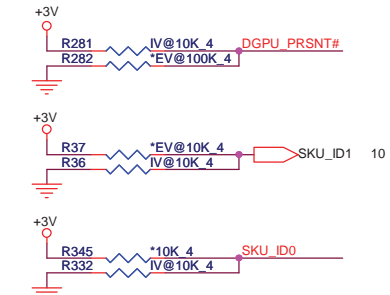 +3V
R281 IV@10K_4 DGPU_PRSNT#
R282 *EV@100K_4
+3V
R37 *EV@10K_4
SKU_ID1 10
R36 IV@10K_4
+3V
R345 *10K_4 SKU_ID0
R332 IV@10K_4